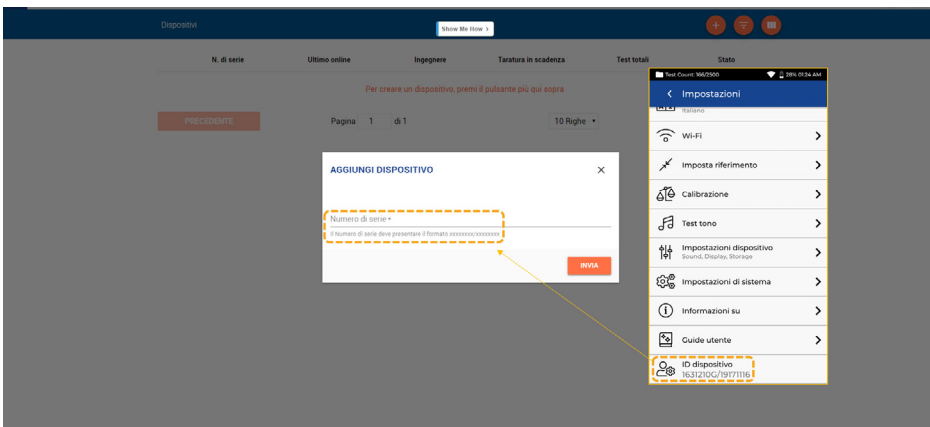 Dispositivi
Show Me How >
N. di serie Ultimo online Ingegnere Taratura in scadenza Test totali Stato
Per creare un dispositivo, premi il pulsante più qui sopra
PRECEDENTE Pagina 1 di 1 10 Righe
AGGIUNGI DISPOSITIVO
Numero di serie *
Il Numero di serie deve presentare il formato xxxxxxxx/xxxxxxxx
INVIA
Test Count: 166/2500 28% 01:24 AM
Impostazioni
Italiano
Wi-Fi
Imposta riferimento
Calibrazione
Test tono
Impostazioni dispositivo
Sound, Display, Storage
Impostazioni di sistema
Informazioni su
Guide utente
ID dispositivo
1631210G/19171116